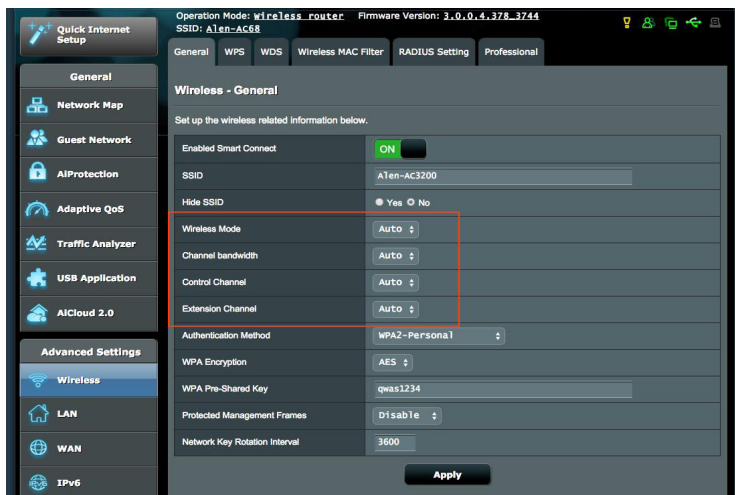 Quick Internet
Setup
General
Network Map
Guest Network
AiProtection
Adaptive QoS
Traffic Analyzer
USB Application
AiCloud 2.0
Advanced Settings
Wireless
LAN
WAN
IPv6
Operation Mode: Wireless router Firmware Version: 3.0.0.4.378_3744
SSID: Alen-AC68
General WPS WDS Wireless MAC Filter RADIUS Setting Professional
Wireless - General
Set up the wireless related information below.
Enabled Smart Connect ON
SSID Alen-AC3200
Hide SSID Yes No
Wireless Mode Auto
Channel bandwidth Auto
Control Channel Auto
Extension Channel Auto
Authentication Method WPA2-Personal
WPA Encryption AES
WPA Pre-Shared Key qwas1234
Protected Management Frames Disable
Network Key Rotation Interval 3600
Apply